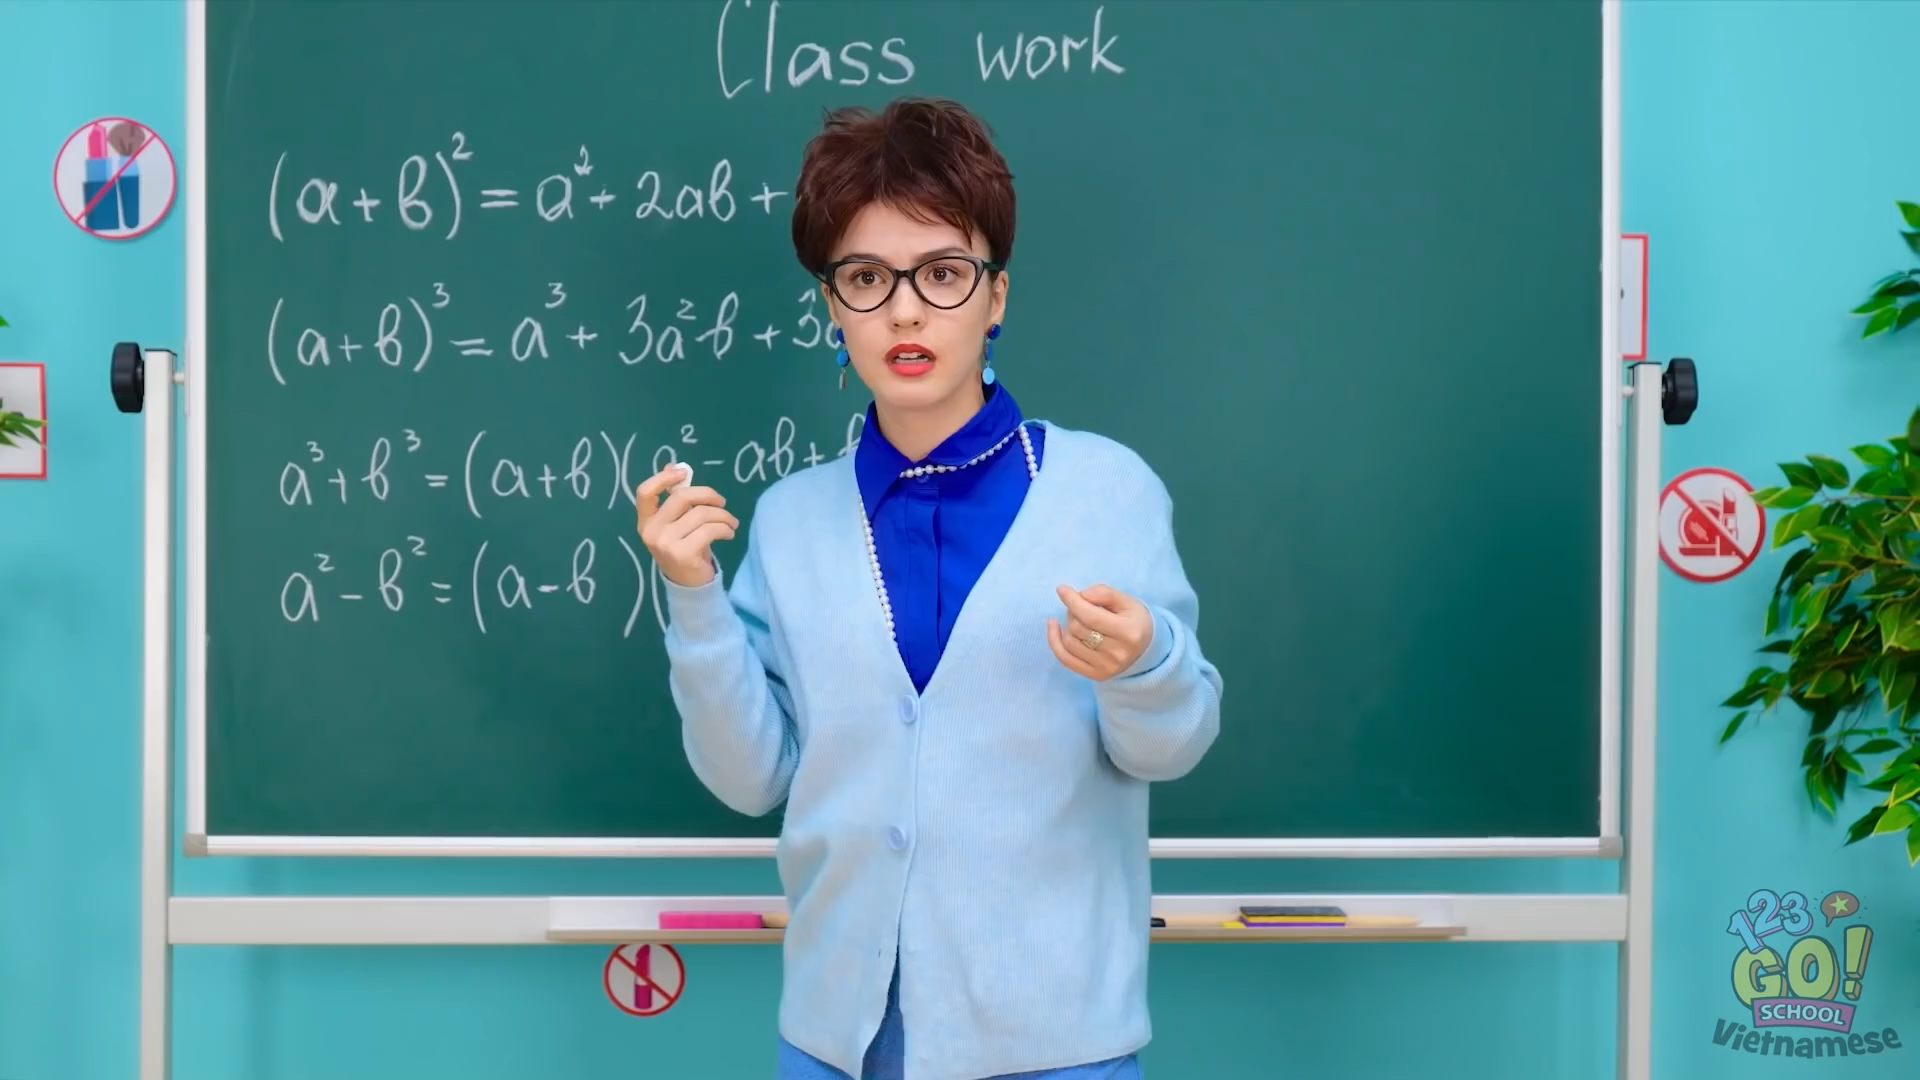 Class work
(a+b)² = a² + 2ab +
(a+b)³ = a³ + 3a²b + 3a
a³+b³ = (a+b)(a²-ab+b
a²-b² = (a-b)(
123
GO!
SCHOOL
Vietnamese